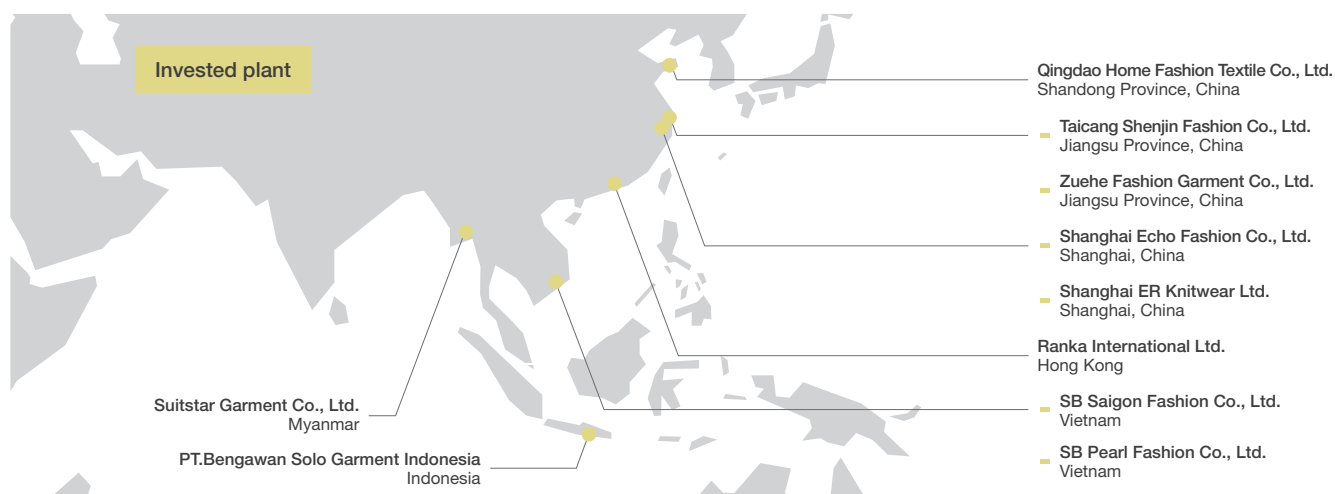 Invested plant
Qingdao Home Fashion Textile Co., Ltd.
Shandong Province, China
Taicang Shenjin Fashion Co., Ltd.
Jiangsu Province, China
Zuehe Fashion Garment Co., Ltd.
Jiangsu Province, China
Shanghai Echo Fashion Co., Ltd.
Shanghai, China
Shanghai ER Knitwear Ltd.
Shanghai, China
Ranka International Ltd.
Hong Kong
SB Saigon Fashion Co., Ltd.
Vietnam
SB Pearl Fashion Co., Ltd.
Vietnam
Suitstar Garment Co., Ltd.
Myanmar
PT.Bengawan Solo Garment Indonesia
Indonesia